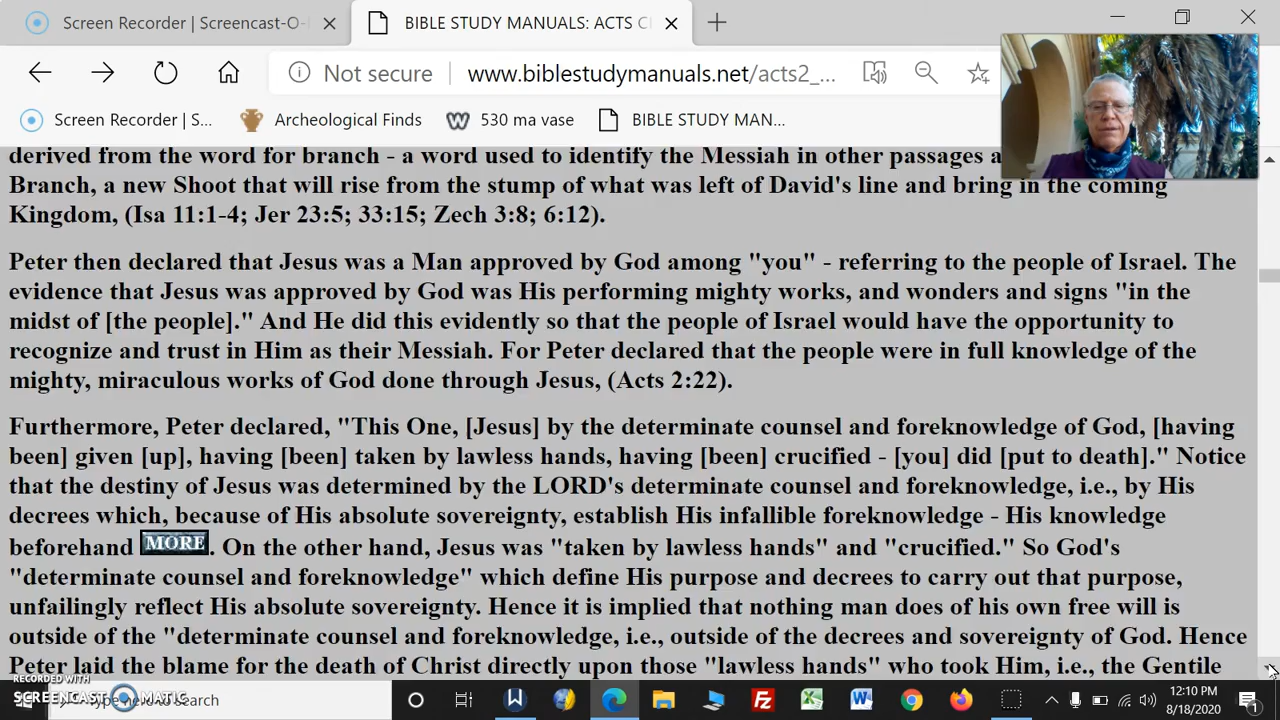 Screen Recorder | Screencast-O-
BIBLE STUDY MANUALS: ACTS C
Not secure
www.biblestudymanuals.net/acts2_...
Screen Recorder | S...
Archeological Finds
530 ma vase
BIBLE STUDY MAN...
derived from the word for branch - a word used to identify the Messiah in other passages a
Branch, a new Shoot that will rise from the stump of what was left of David's line and bring in the coming
Kingdom, (Isa 11:1-4; Jer 23:5; 33:15; Zech 3:8; 6:12).
Peter then declared that Jesus was a Man approved by God among "you" - referring to the people of Israel. The
evidence that Jesus was approved by God was His performing mighty works, and wonders and signs "in the
midst of [the people]." And He did this evidently so that the people of Israel would have the opportunity to
recognize and trust in Him as their Messiah. For Peter declared that the people were in full knowledge of the
mighty, miraculous works of God done through Jesus, (Acts 2:22).
Furthermore, Peter declared, "This One, [Jesus] by the determinate counsel and foreknowledge of God, [having
been] given [up], having [been] taken by lawless hands, having [been] crucified - [you] did [put to death]." Notice
that the destiny of Jesus was determined by the LORD's determinate counsel and foreknowledge, i.e., by His
decrees which, because of His absolute sovereignty, establish His infallible foreknowledge - His knowledge
beforehand MORE. On the other hand, Jesus was "taken by lawless hands" and "crucified." So God's
"determinate counsel and foreknowledge" which define His purpose and decrees to carry out that purpose,
unfailingly reflect His absolute sovereignty. Hence it is implied that nothing man does of his own free will is
outside of the "determinate counsel and foreknowledge, i.e., outside of the decrees and sovereignty of God. Hence
Peter laid the blame for the death of Christ directly upon those "lawless hands" who took Him, i.e., the Gentile
RECORDED WITH
SCREENCAST MATIC
Type here to search
12:10 PM
8/18/2020
1